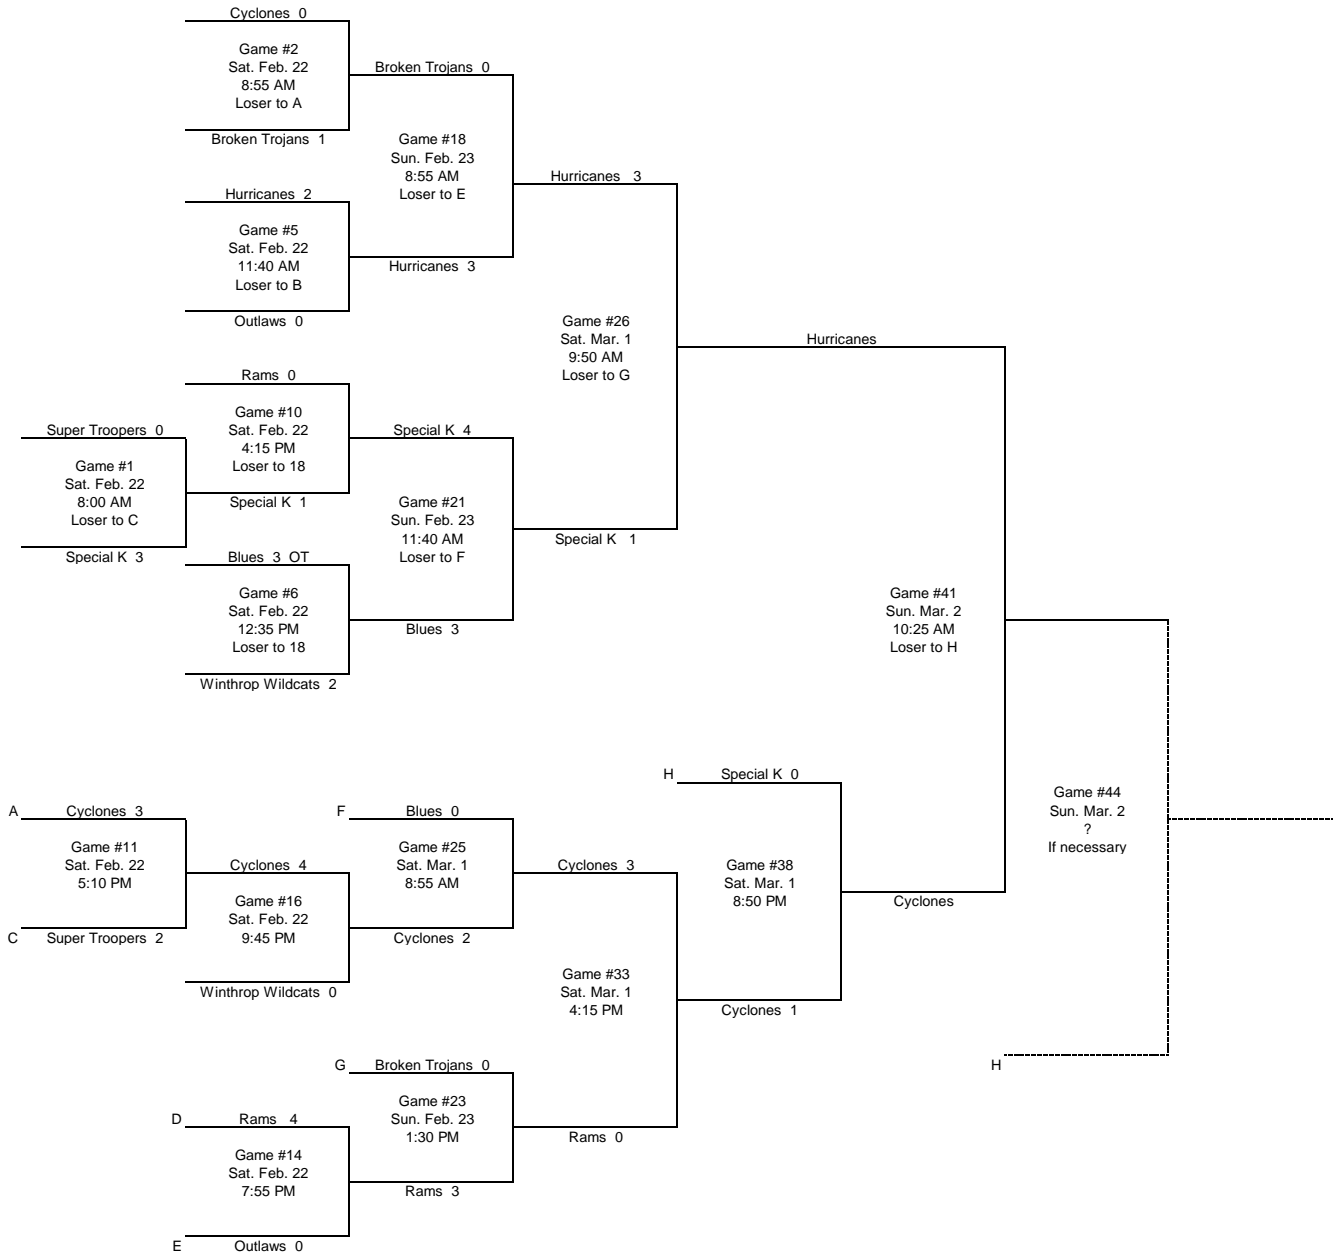 Cyclones 0
Game #2
Sat. Feb. 22
8:55 AM
Loser to A
Broken Trojans 1
Broken Trojans 0
Game #18
Sun. Feb. 23
8:55 AM
Loser to E
Hurricanes 3
Hurricanes 2
Game #5
Sat. Feb. 22
11:40 AM
Loser to B
Outlaws 0
Hurricanes 3
Game #26
Sat. Mar. 1
9:50 AM
Loser to G
Hurricanes
Rams 0
Game #10
Sat. Feb. 22
4:15 PM
Loser to 18
Special K 1
Super Troopers 0
Game #1
Sat. Feb. 22
8:00 AM
Loser to C
Special K 3
Special K 4
Game #21
Sun. Feb. 23
11:40 AM
Loser to F
Blues 3
Special K 1
Blues 3 OT
Game #6
Sat. Feb. 22
12:35 PM
Loser to 18
Winthrop Wildcats 2
Game #41
Sun. Mar. 2
10:25 AM
Loser to H
H Special K 0
Game #38
Sat. Mar. 1
8:50 PM
Cyclones 1
Cyclones
Game #44
Sun. Mar. 2
?
If necessary
H
A Cyclones 3
Game #11
Sat. Feb. 22
5:10 PM
C Super Troopers 2
Cyclones 4
Game #16
Sat. Feb. 22
9:45 PM
Winthrop Wildcats 0
F Blues 0
Game #25
Sat. Mar. 1
8:55 AM
Cyclones 2
Cyclones 3
Game #33
Sat. Mar. 1
4:15 PM
Rams 0
G Broken Trojans 0
Game #23
Sun. Feb. 23
1:30 PM
Rams 3
D Rams 4
Game #14
Sat. Feb. 22
7:55 PM
E Outlaws 0